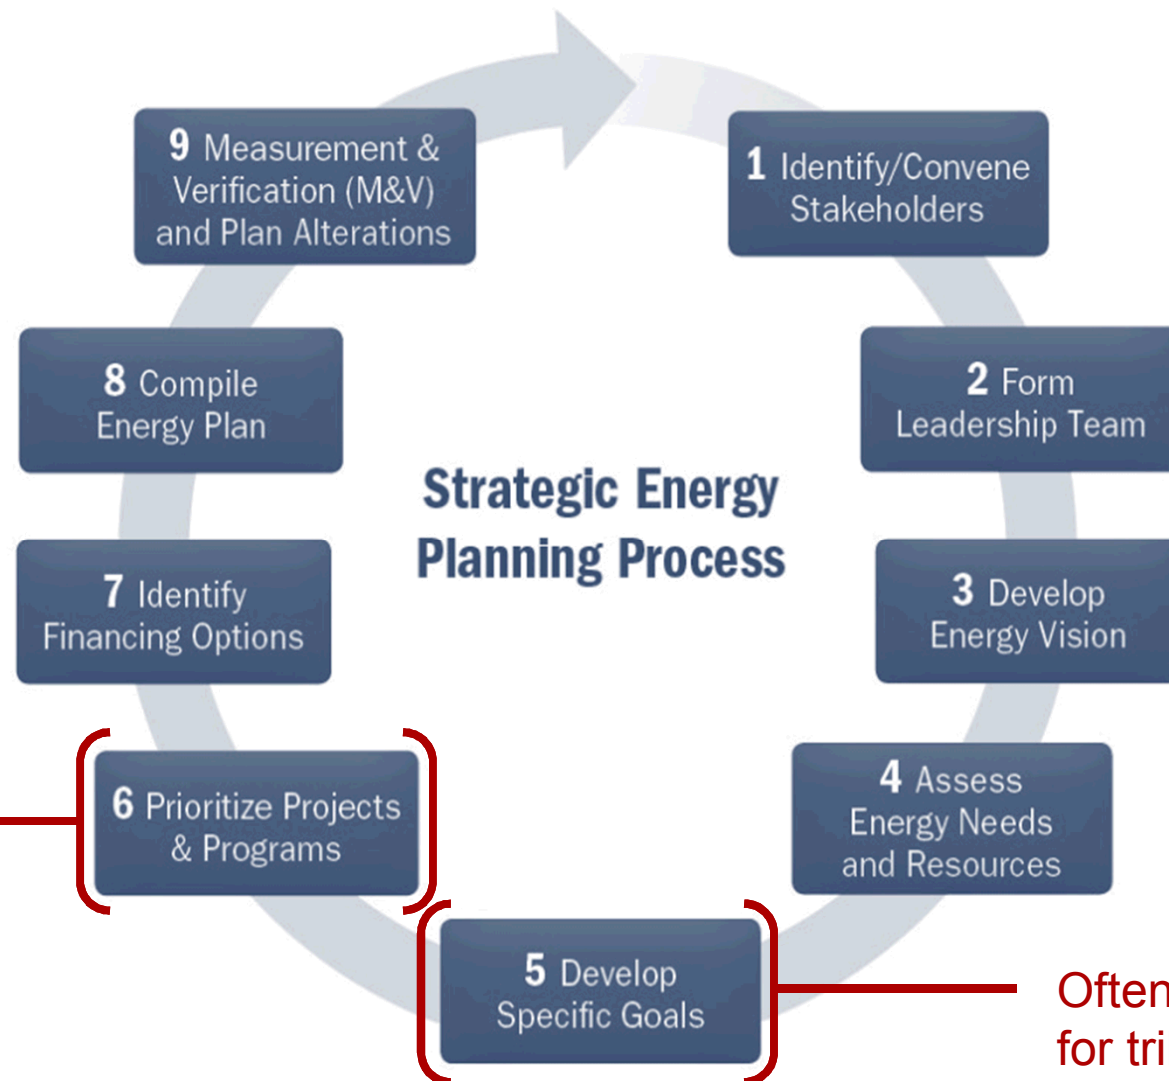 9 Measurement &
Verification (M&V)
and Plan Alterations
1 Identify/Convene
Stakeholders
8 Compile
Energy Plan
2 Form
Leadership Team
Strategic Energy
Planning Process
7 Identify
Financing Options
3 Develop
Energy Vision
6 Prioritize Projects
& Programs
4 Assess
Energy Needs
and Resources
5 Develop
Specific Goals
Often
for